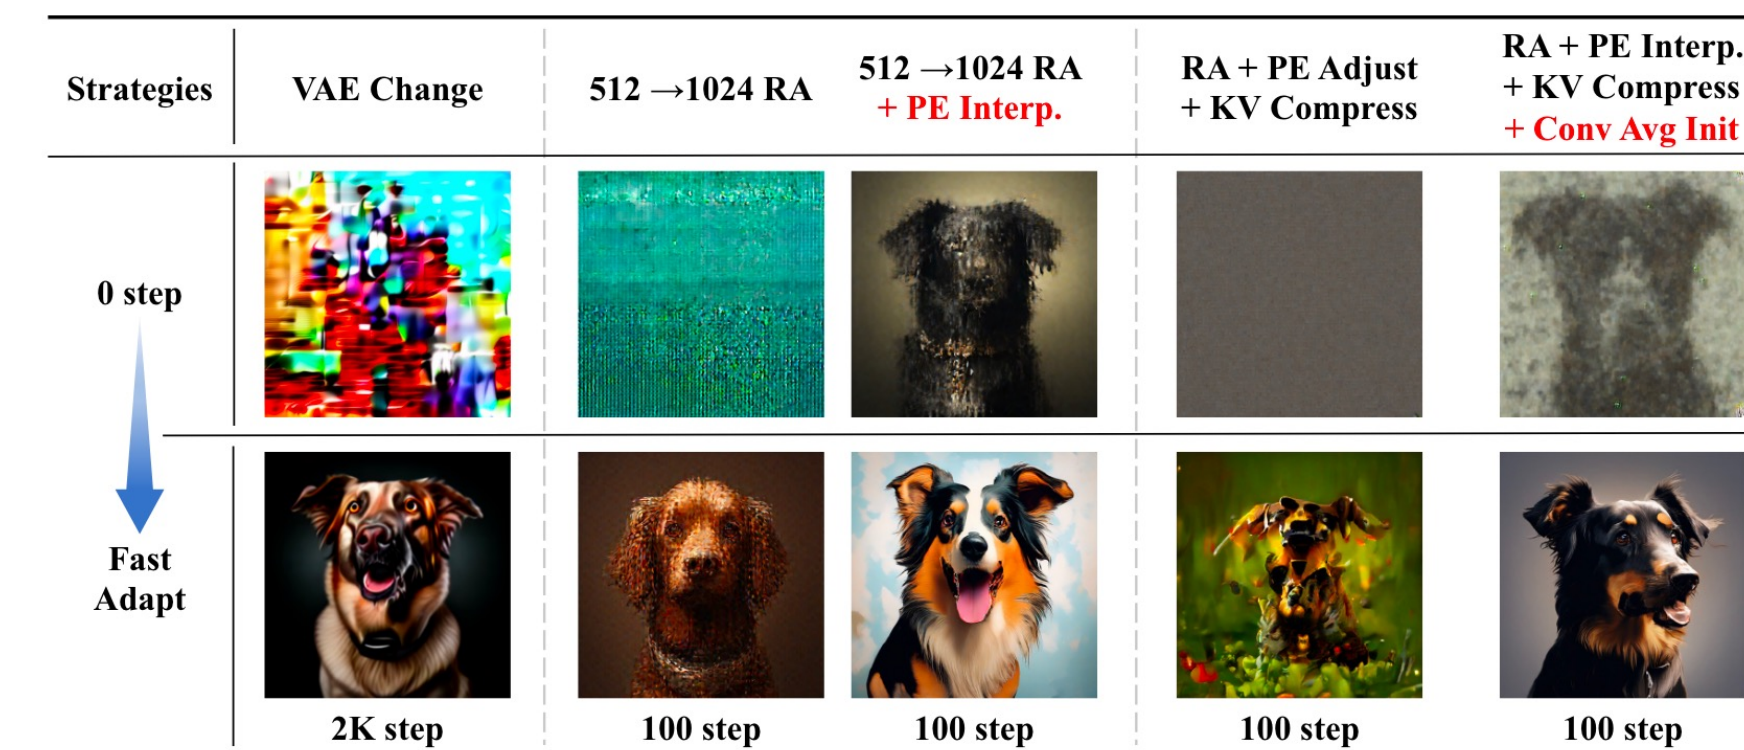 Strategies
VAE Change
512 →1024 RA
512 →1024 RA
+ PE Interp.
RA + PE Adjust
+ KV Compress
RA + PE Interp.
+ KV Compress
+ Conv Avg Init
0 step
Fast
Adapt
2K step
100 step
100 step
100 step
100 step